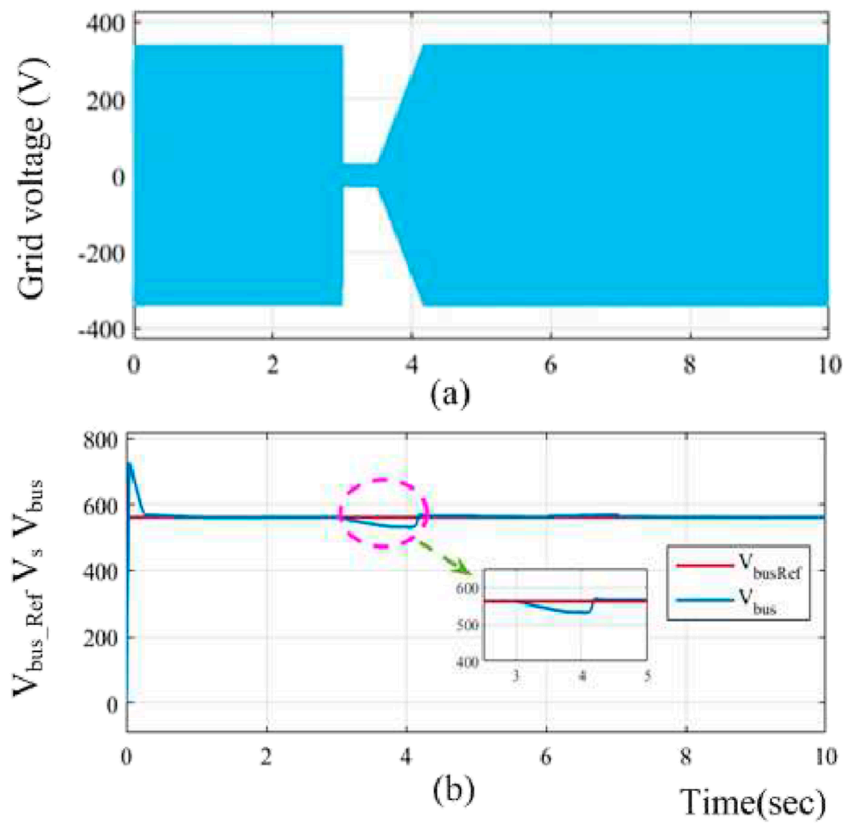 Grid voltage (V)
400
200
0
-200
-400
0 2 4 6 8 10
(a)
V_bus_Ref V_s V_bus
800
600
400
200
0
V_busRef
V_bus
600
500
400
3 4 5
0 2 4 6 8 10
(b)
Time(sec)